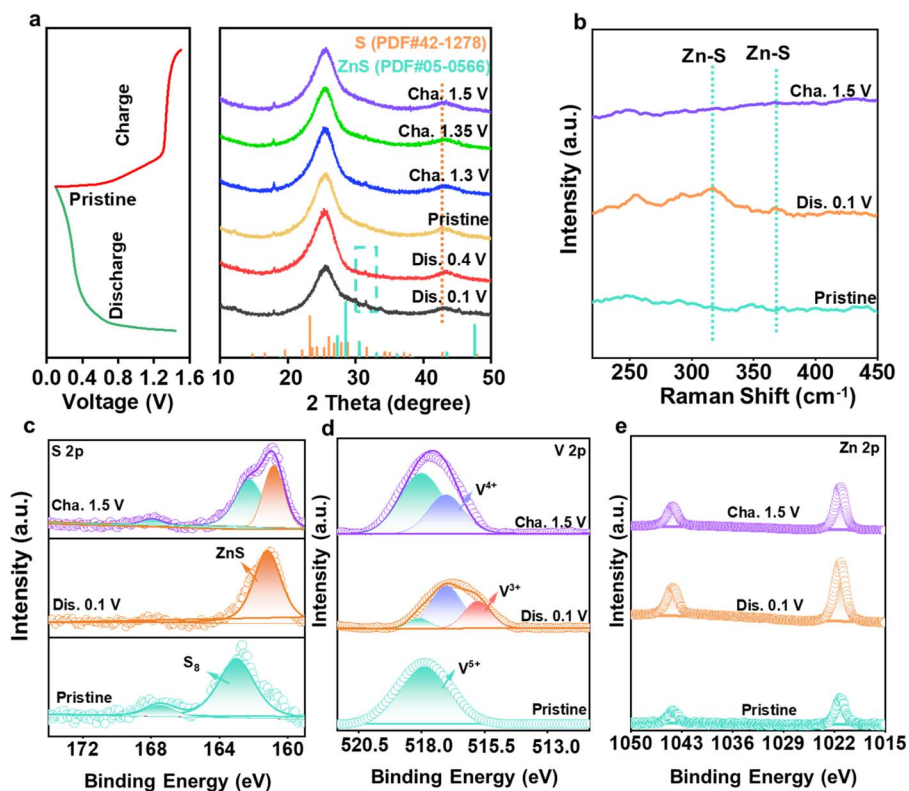 a
Charge
Pristine
Discharge
0.0 0.4 0.8 1.2 1.6
Voltage (V)
S (PDF#42-1278)
ZnS (PDF#05-0566)
Cha. 1.5 V
Cha. 1.35 V
Cha. 1.3 V
Pristine
Dis. 0.4 V
Dis. 0.1 V
10 20 30 40 50
2 Theta (degree)
b
Intensity (a.u.)
Zn-S Zn-S
Cha. 1.5 V
Dis. 0.1 V
Pristine
250 300 350 400 450
Raman Shift (cm⁻¹)
c
Intensity (a.u.)
S 2p
Cha. 1.5 V
ZnS
Dis. 0.1 V
S₈
Pristine
172 168 164 160
Binding Energy (eV)
d
Intensity (a.u.)
V 2p
V⁴⁺
Cha. 1.5 V
V³⁺
Dis. 0.1 V
V⁵⁺
Pristine
520.5 518.0 515.5 513.0
Binding Energy (eV)
e
Intensity (a.u.)
Zn 2p
Cha. 1.5 V
Dis. 0.1 V
Pristine
1050 1043 1036 1029 1022 1015
Binding Energy (eV)